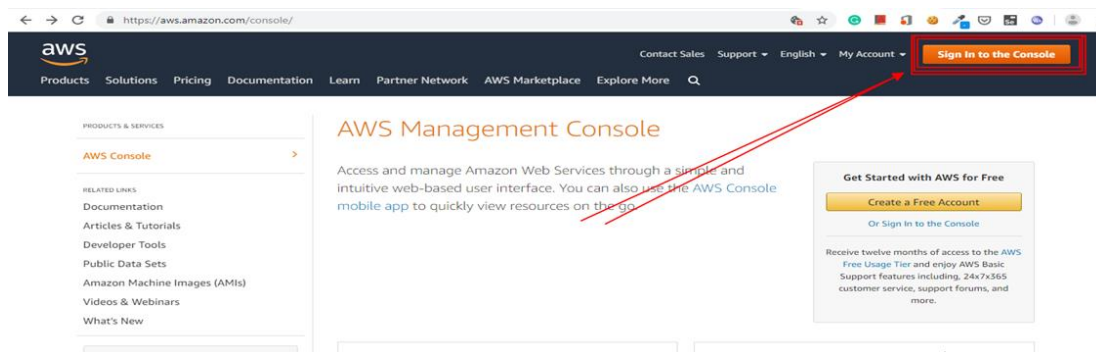 https://aws.amazon.com/console/
aws
Contact Sales Support English My Account Sign In to the Console
Products Solutions Pricing Documentation Learn Partner Network AWS Marketplace Explore More
PRODUCTS & SERVICES
AWS Console
RELATED LINKS
Documentation
Articles & Tutorials
Developer Tools
Public Data Sets
Amazon Machine Images (AMIs)
Videos & Webinars
What's New
AWS Management Console
Access and manage Amazon Web Services through a simple and
intuitive web-based user interface. You can also use the AWS Console
mobile app to quickly view resources on the go.
Get Started with AWS for Free
Create a Free Account
Or Sign In to the Console
Receive twelve months of access to the AWS
Free Usage Tier and enjoy AWS Basic
Support features including, 24x7x365
customer service, support forums, and
more.